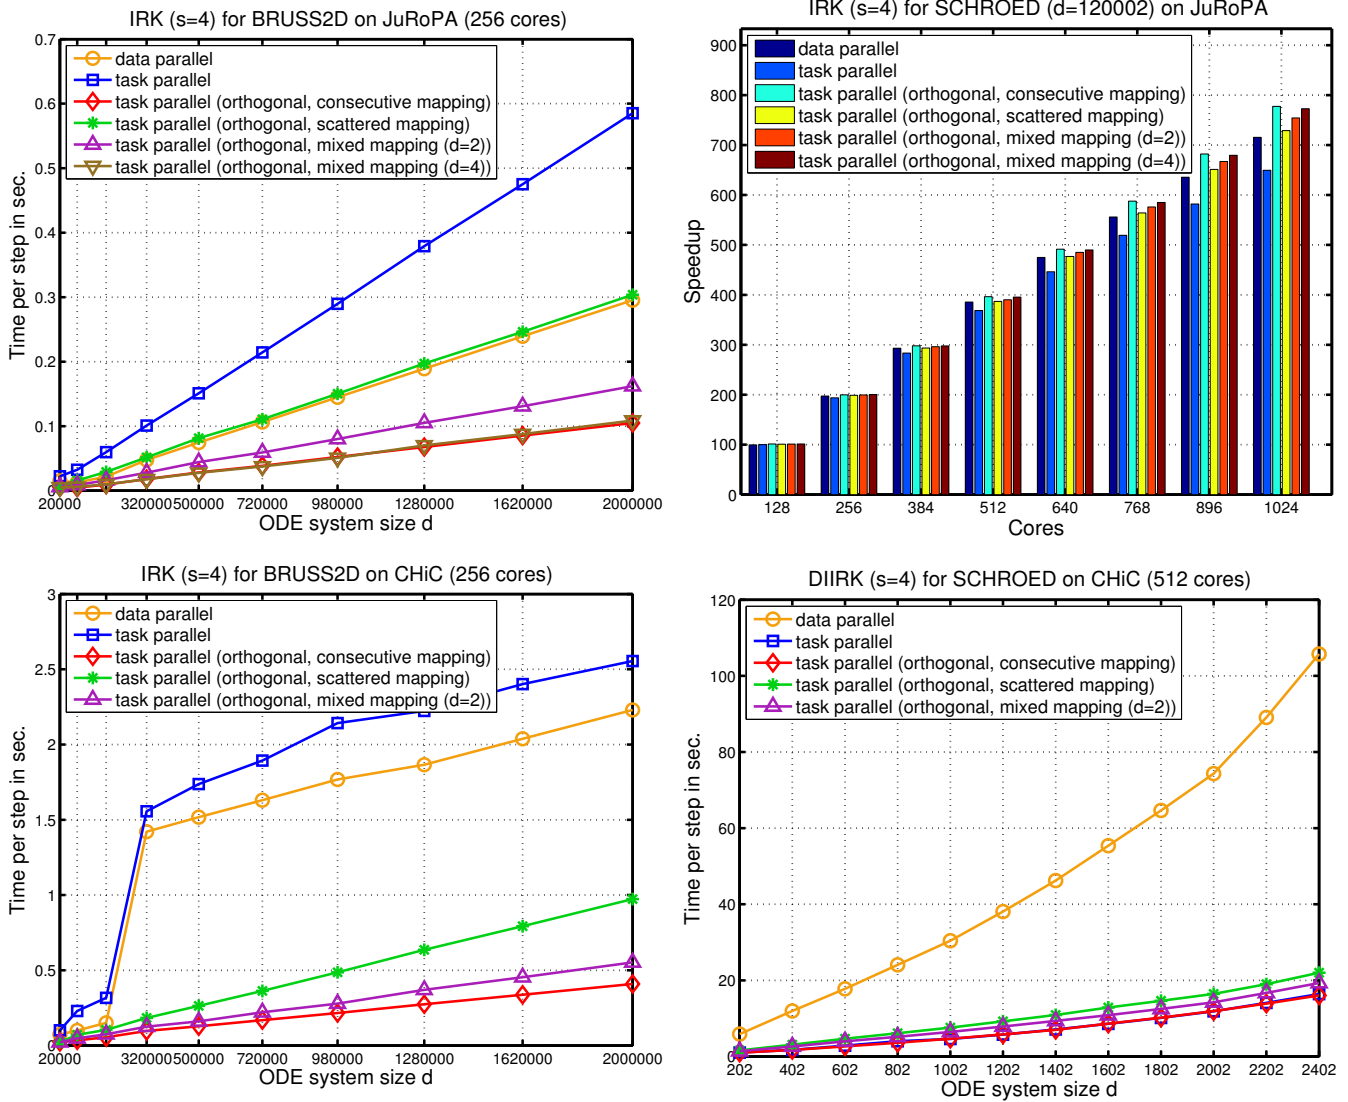 IRK (s=4) for BRUSS2D on JuRoPA (256 cores)
Time per step in sec.
0.7
0.6
0.5
0.4
0.3
0.2
0.1
0
data parallel
task parallel
task parallel (orthogonal, consecutive mapping)
task parallel (orthogonal, scattered mapping)
task parallel (orthogonal, mixed mapping (d=2))
task parallel (orthogonal, mixed mapping (d=4))
20000 320000 500000 720000 980000 1280000 1620000 2000000
ODE system size d
IRK (s=4) for SCHROED (d=120002) on JuRoPA
Speedup
900
800
700
600
500
400
300
200
100
0
data parallel
task parallel
task parallel (orthogonal, consecutive mapping)
task parallel (orthogonal, scattered mapping)
task parallel (orthogonal, mixed mapping (d=2))
task parallel (orthogonal, mixed mapping (d=4))
128 256 384 512 640 768 896 1024
Cores
IRK (s=4) for BRUSS2D on CHiC (256 cores)
Time per step in sec.
3
2.5
2
1.5
1
0.5
0
data parallel
task parallel
task parallel (orthogonal, consecutive mapping)
task parallel (orthogonal, scattered mapping)
task parallel (orthogonal, mixed mapping (d=2))
20000 320000 500000 720000 980000 1280000 1620000 2000000
ODE system size d
DIIRK (s=4) for SCHROED on CHiC (512 cores)
Time per step in sec.
120
100
80
60
40
20
0
data parallel
task parallel
task parallel (orthogonal, consecutive mapping)
task parallel (orthogonal, scattered mapping)
task parallel (orthogonal, mixed mapping (d=2))
202 402 602 802 1002 1202 1402 1602 1802 2002 2202 2402
ODE system size d